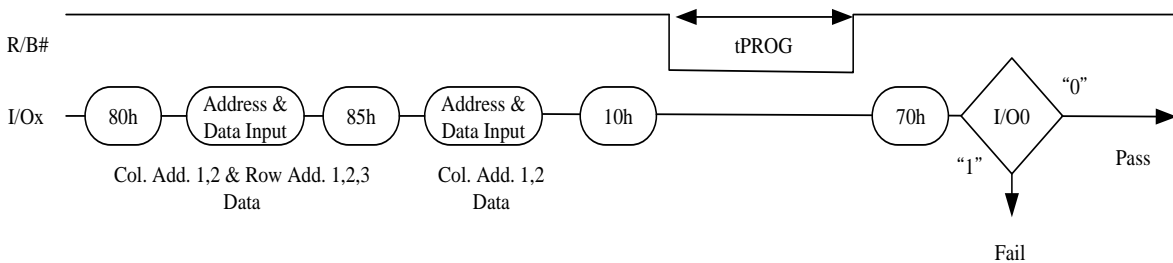 R/B#
tPROG
I/Ox
80h
Address &
Data Input
85h
Address &
Data Input
10h
70h
I/O0
“0”
“1”
Pass
Col. Add. 1,2 & Row Add. 1,2,3
Data
Col. Add. 1,2
Data
Fail